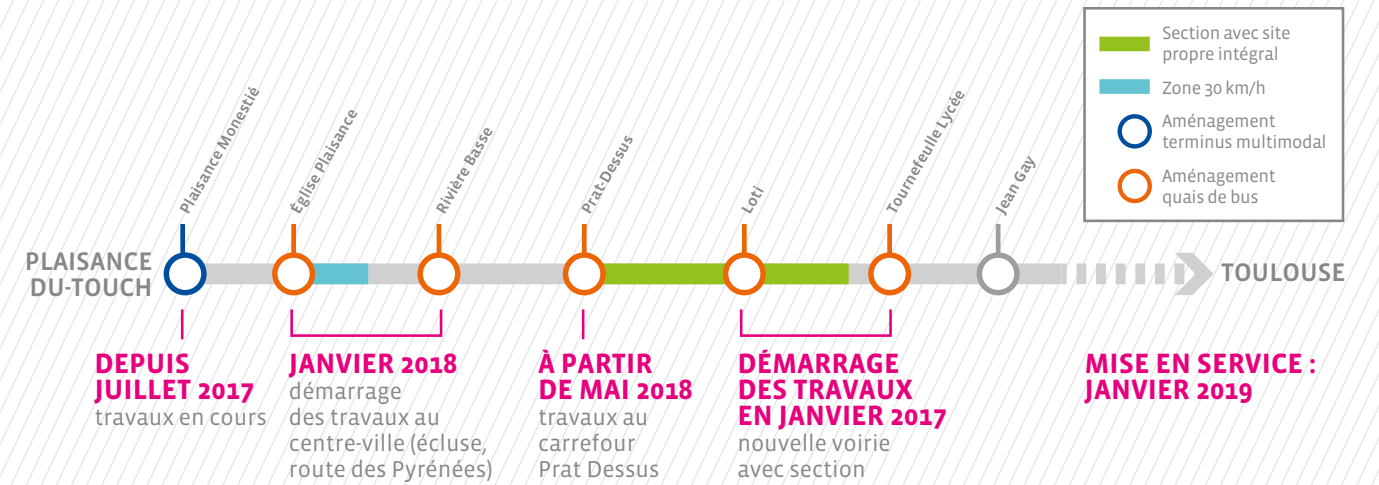 Section avec site
propre intégral
Zone 30 km/h
Aménagement
terminus multimodal
Aménagement
quais de bus
Plaisance Monestié
Église Plaisance
Rivière Basse
Prat-Dessus
Loti
Tournefeuille Lycée
Jean Gay
PLAISANCE
DU-TOUCH
TOULOUSE
DEPUIS
JUILLET 2017
travaux en cours
JANVIER 2018
démarrage
des travaux au
centre-ville (écluse,
route des Pyrénées)
À PARTIR
DE MAI 2018
travaux au
carrefour
Prat Dessus
DÉMARRAGE
DES TRAVAUX
EN JANVIER 2017
nouvelle voirie
avec section
MISE EN SERVICE :
JANVIER 2019